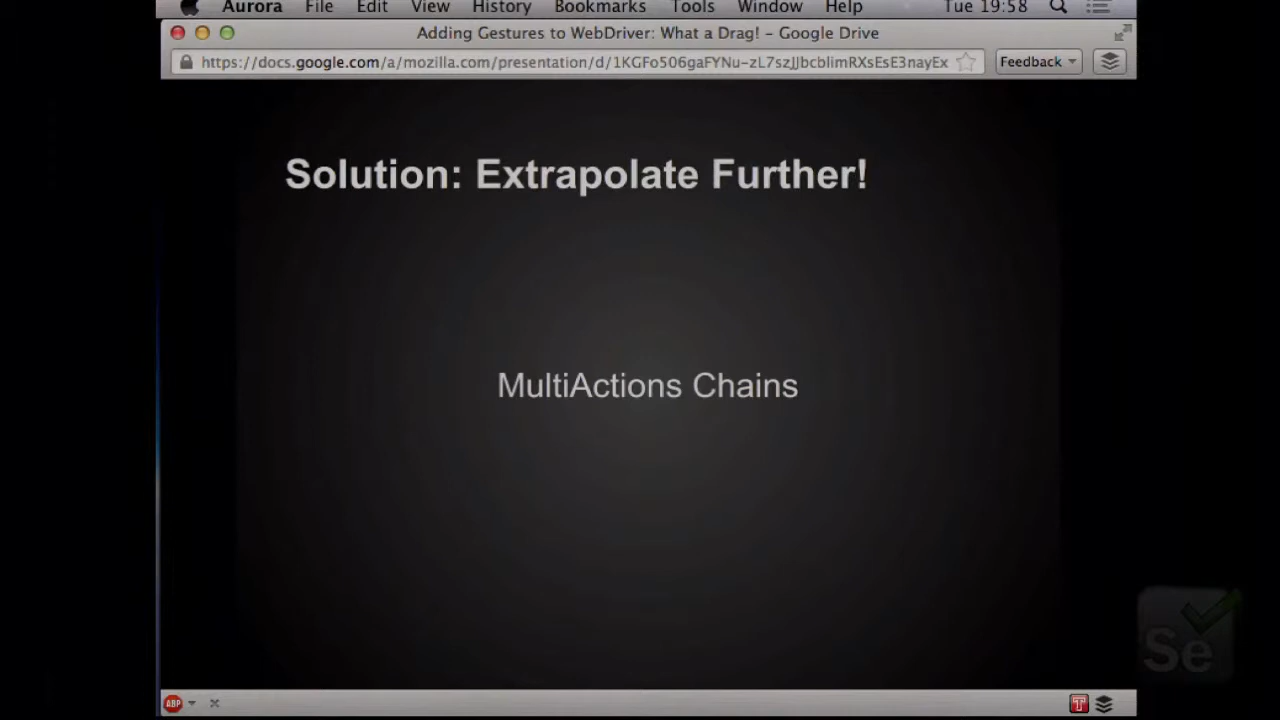 Aurora File Edit View History Bookmarks Tools Window Help Tue 19:58
Adding Gestures to WebDriver: What a Drag! – Google Drive
https://docs.google.com/a/mozilla.com/presentation/d/1KGFo506gaFYNu-zL7szJJbcblimRXsEsE3nayEx Feedback
Solution: Extrapolate Further!
MultiActions Chains
Se
ABP
T